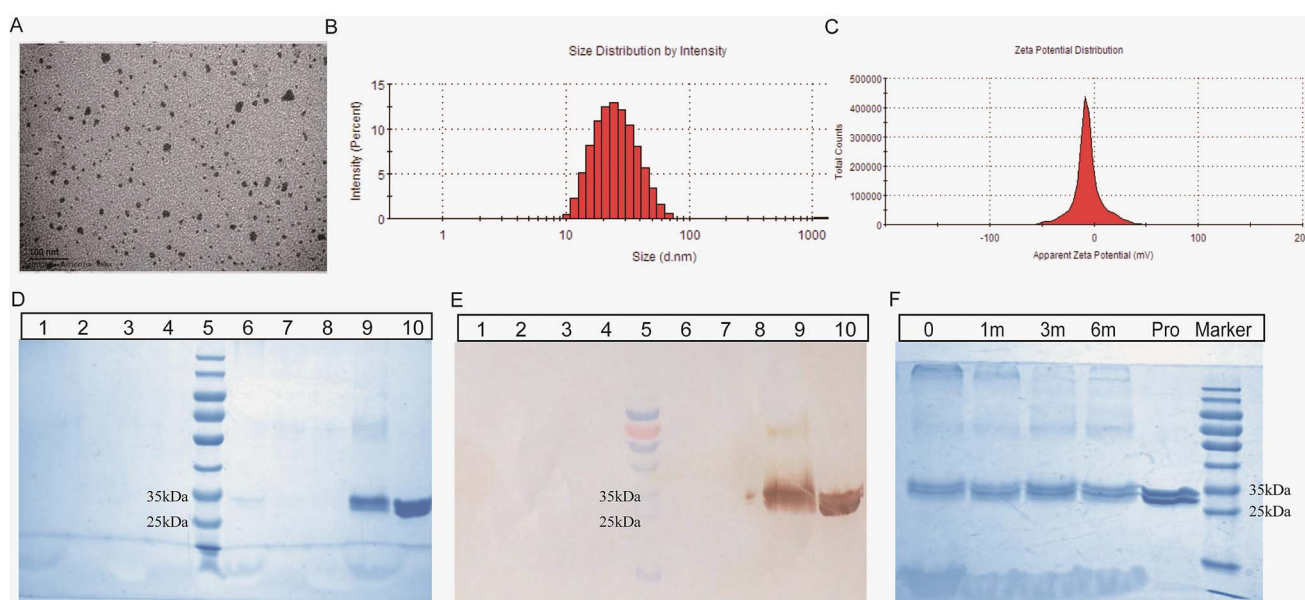 A
B
C
Size Distribution by Intensity
Zeta Potential Distribution
Intensity (Percent)
15
10
5
0
1
10
100
1000
Size (d.nm)
Total Counts
500000
400000
300000
200000
100000
0
-100
0
100
20
Apparent Zeta Potential (mV)
100 nm
D
1 2 3 4 5 6 7 8 9 10
35kDa
25kDa
E
1 2 3 4 5 6 7 8 9 10
35kDa
25kDa
F
0 1m 3m 6m Pro Marker
35kDa
25kDa